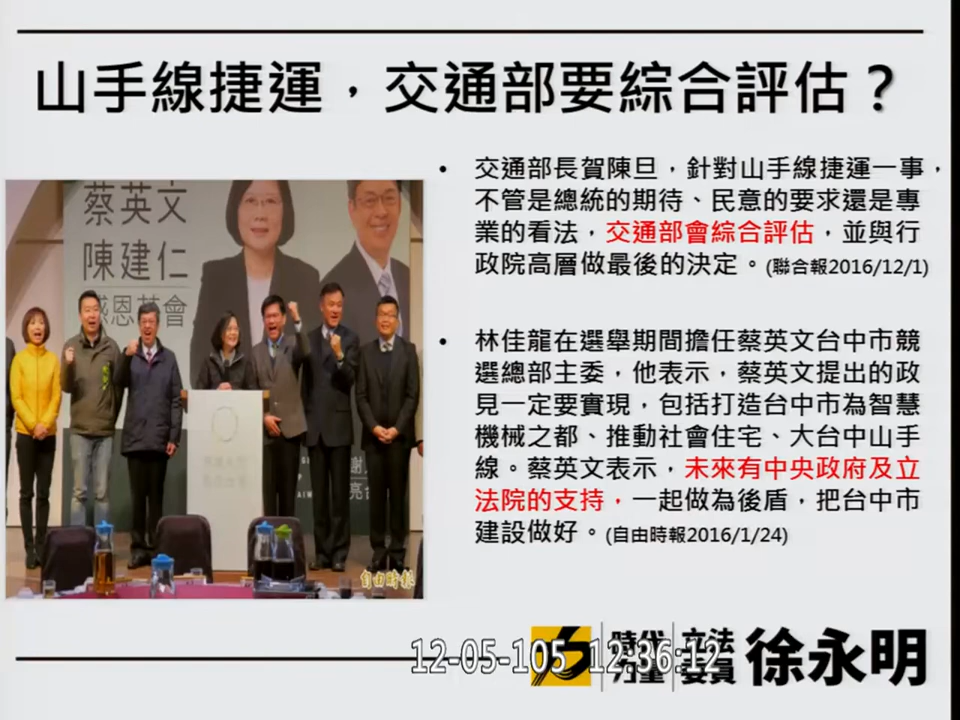 山手線捷運，交通部要綜合評估？
蔡英文
陳建仁
感恩茶會
自由時報
• 交通部長賀陳旦，針對山手線捷運一事，
不管是總統的期待、民意的要求還是專
業的看法，交通部會綜合評估，並與行
政院高層做最後的決定。(聯合報2016/12/1)
• 林佳龍在選舉期間擔任蔡英文台中市競
選總部主委，他表示，蔡英文提出的政
見一定要實現，包括打造台中市為智慧
機械之都、推動社會住宅、大台中山手
線。蔡英文表示，未來有中央政府及立
法院的支持，一起做為後盾，把台中市
建設做好。(自由時報2016/1/24)
時代力量
立法委員
徐永明
12-05-105 12:36:12